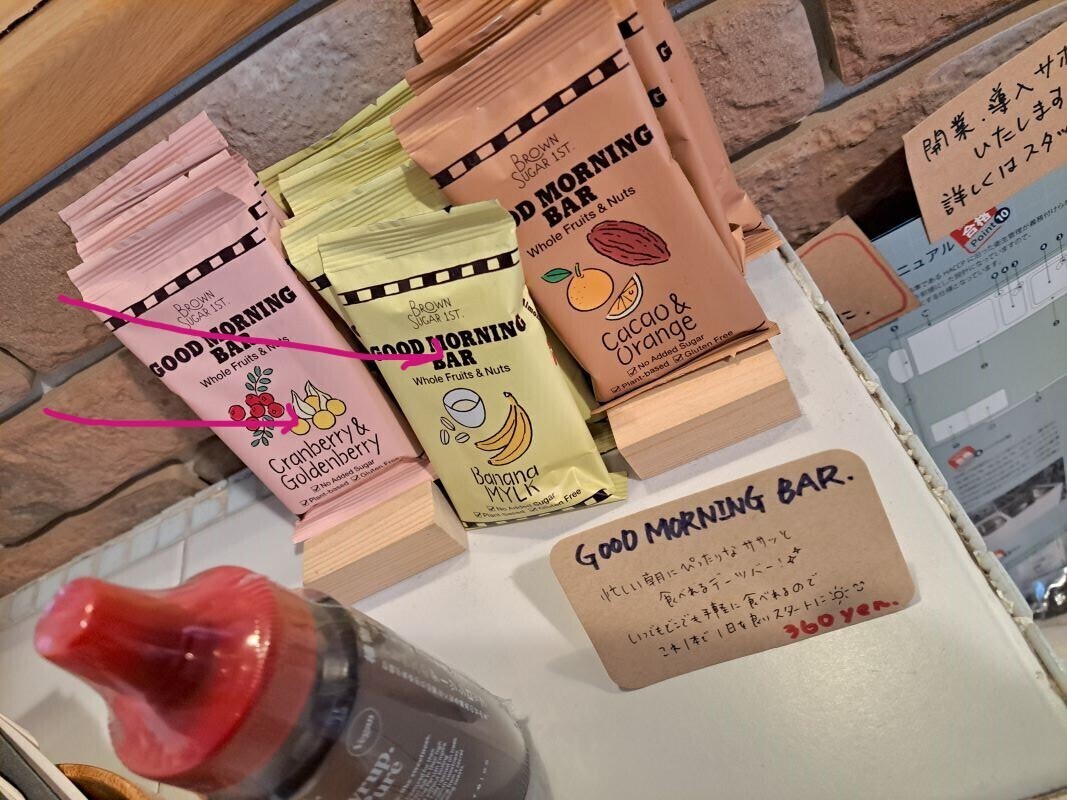 BROWN
SUGAR 1ST.
GOOD MORNING
BAR
Whole Fruits & Nuts
Cranberry &
Goldenberry
No Added Sugar
Plant-based Gluten Free
BROWN
SUGAR 1ST.
GOOD MORNING
BAR
Whole Fruits & Nuts
Banana
MYLK
No Added Sugar
Plant-based Gluten Free
BROWN
SUGAR 1ST.
OOD MORNING
BAR
Whole Fruits & Nuts
Cacao &
Orange
No Added Sugar
Plant-based Gluten Free
GOOD MORNING BAR.
忙しい朝にぴったりなササッと
食べれるデーツバー!
いつでもどこでも手軽に食べれるので
これ1本で1日を良いスタートに
360 yen.
開業・導入サポ
いたします
詳しくはスタッ
ニュアル
合格
Point 10
Vegan